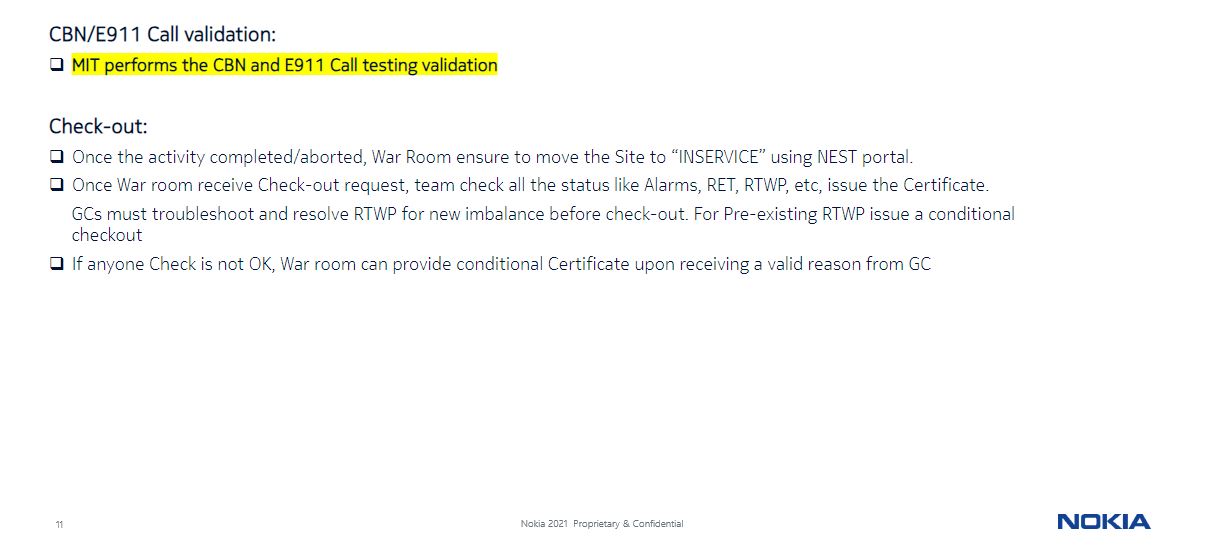 CBN/E911 Call validation:
❑ MIT performs the CBN and E911 Call testing validation
Check-out:
❑ Once the activity completed/aborted, War Room ensure to move the Site to “INSERVICE” using NEST portal.
❑ Once War room receive Check-out request, team check all the status like Alarms, RET, RTWP, etc, issue the Certificate.
GCs must troubleshoot and resolve RTWP for new imbalance before check-out. For Pre-existing RTWP issue a conditional
checkout
❑ If anyone Check is not OK, War room can provide conditional Certificate upon receiving a valid reason from GC
11
Nokia 2021 Proprietary & Confidential
NOKIA